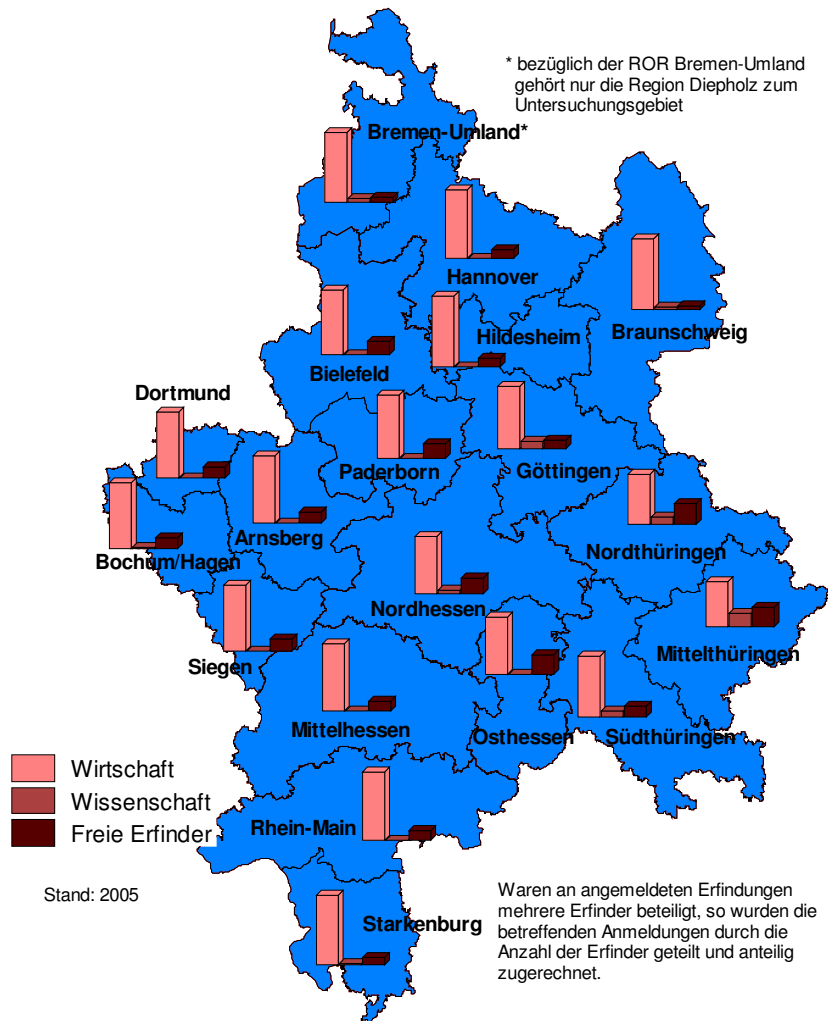 * bezüglich der ROR Bremen-Umland
gehört nur die Region Diepholz zum
Untersuchungsgebiet
Bremen-Umland*
Hannover
Braunschweig
Hildesheim
Bielefeld
Dortmund
Paderborn
Göttingen
Arnsberg
Nordthüringen
Bochum/Hagen
Nordhessen
Mittelthüringen
Siegen
Mittelhessen
Osthessen
Südthüringen
Wirtschaft
Wissenschaft
Freie Erfinder
Rhein-Main
Stand: 2005
Starkenburg
Waren an angemeldeten Erfindungen
mehrere Erfinder beteiligt, so wurden die
betreffenden Anmeldungen durch die
Anzahl der Erfinder geteilt und anteilig
zugerechnet.